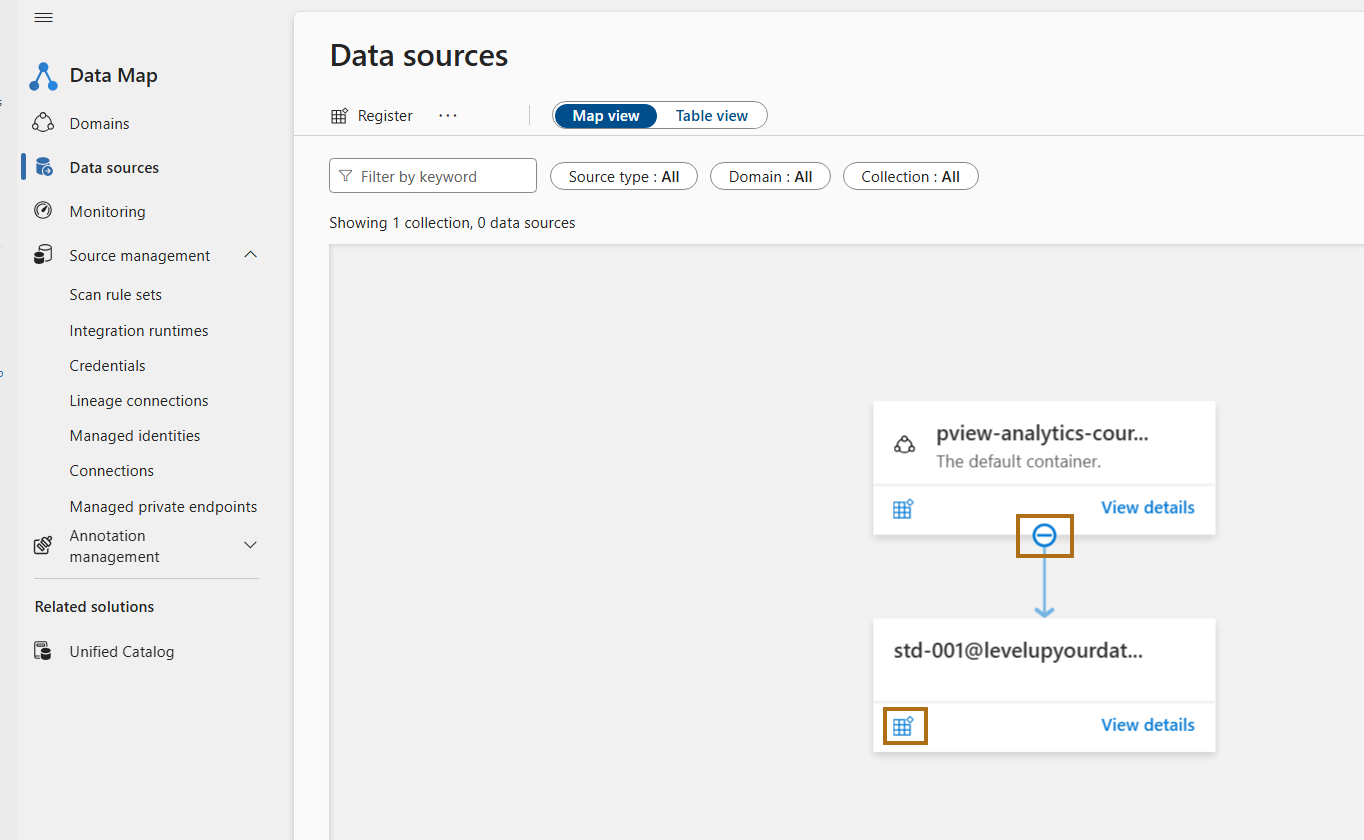 Data Map
Domains
Data sources
Monitoring
Source management
Scan rule sets
Integration runtimes
Credentials
Lineage connections
Managed identities
Connections
Managed private endpoints
Annotation
management
Related solutions
Unified Catalog
Data sources
Register ...
Map view Table view
Filter by keyword Source type : All Domain : All Collection : All
Showing 1 collection, 0 data sources
pview-analytics-cour...
The default container.
View details
std-001@levelupyourdat...
View details